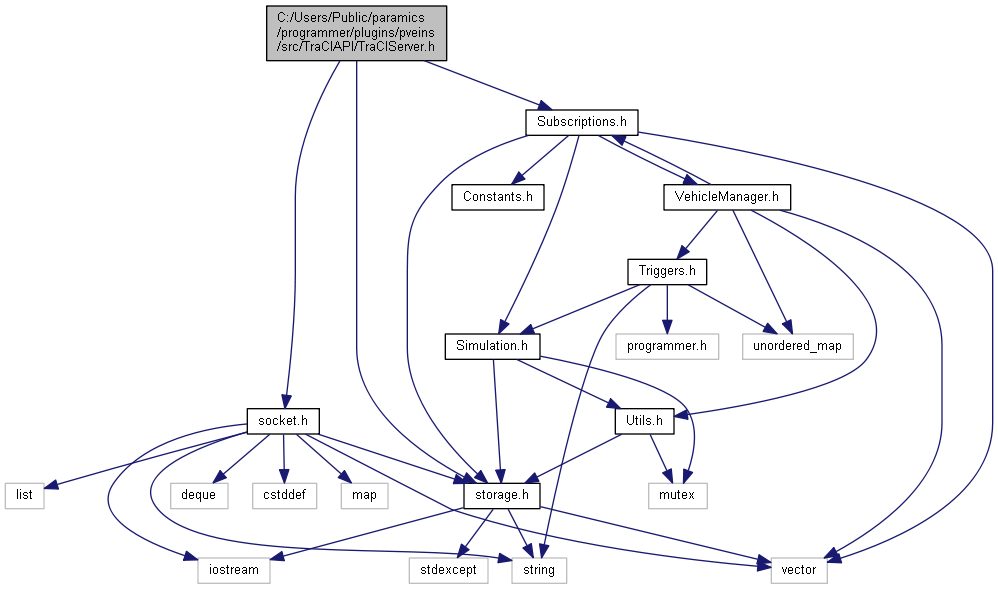 C:/Users/Public/paramics
/programmer/plugins/pveins
/src/TraCIAPI/TraCIServer.h
Subscriptions.h
Constants.h
VehicleManager.h
Triggers.h
Simulation.h
programmer.h
unordered_map
socket.h
Utils.h
list
deque
cstddef
map
storage.h
mutex
iostream
stdexcept
string
vector